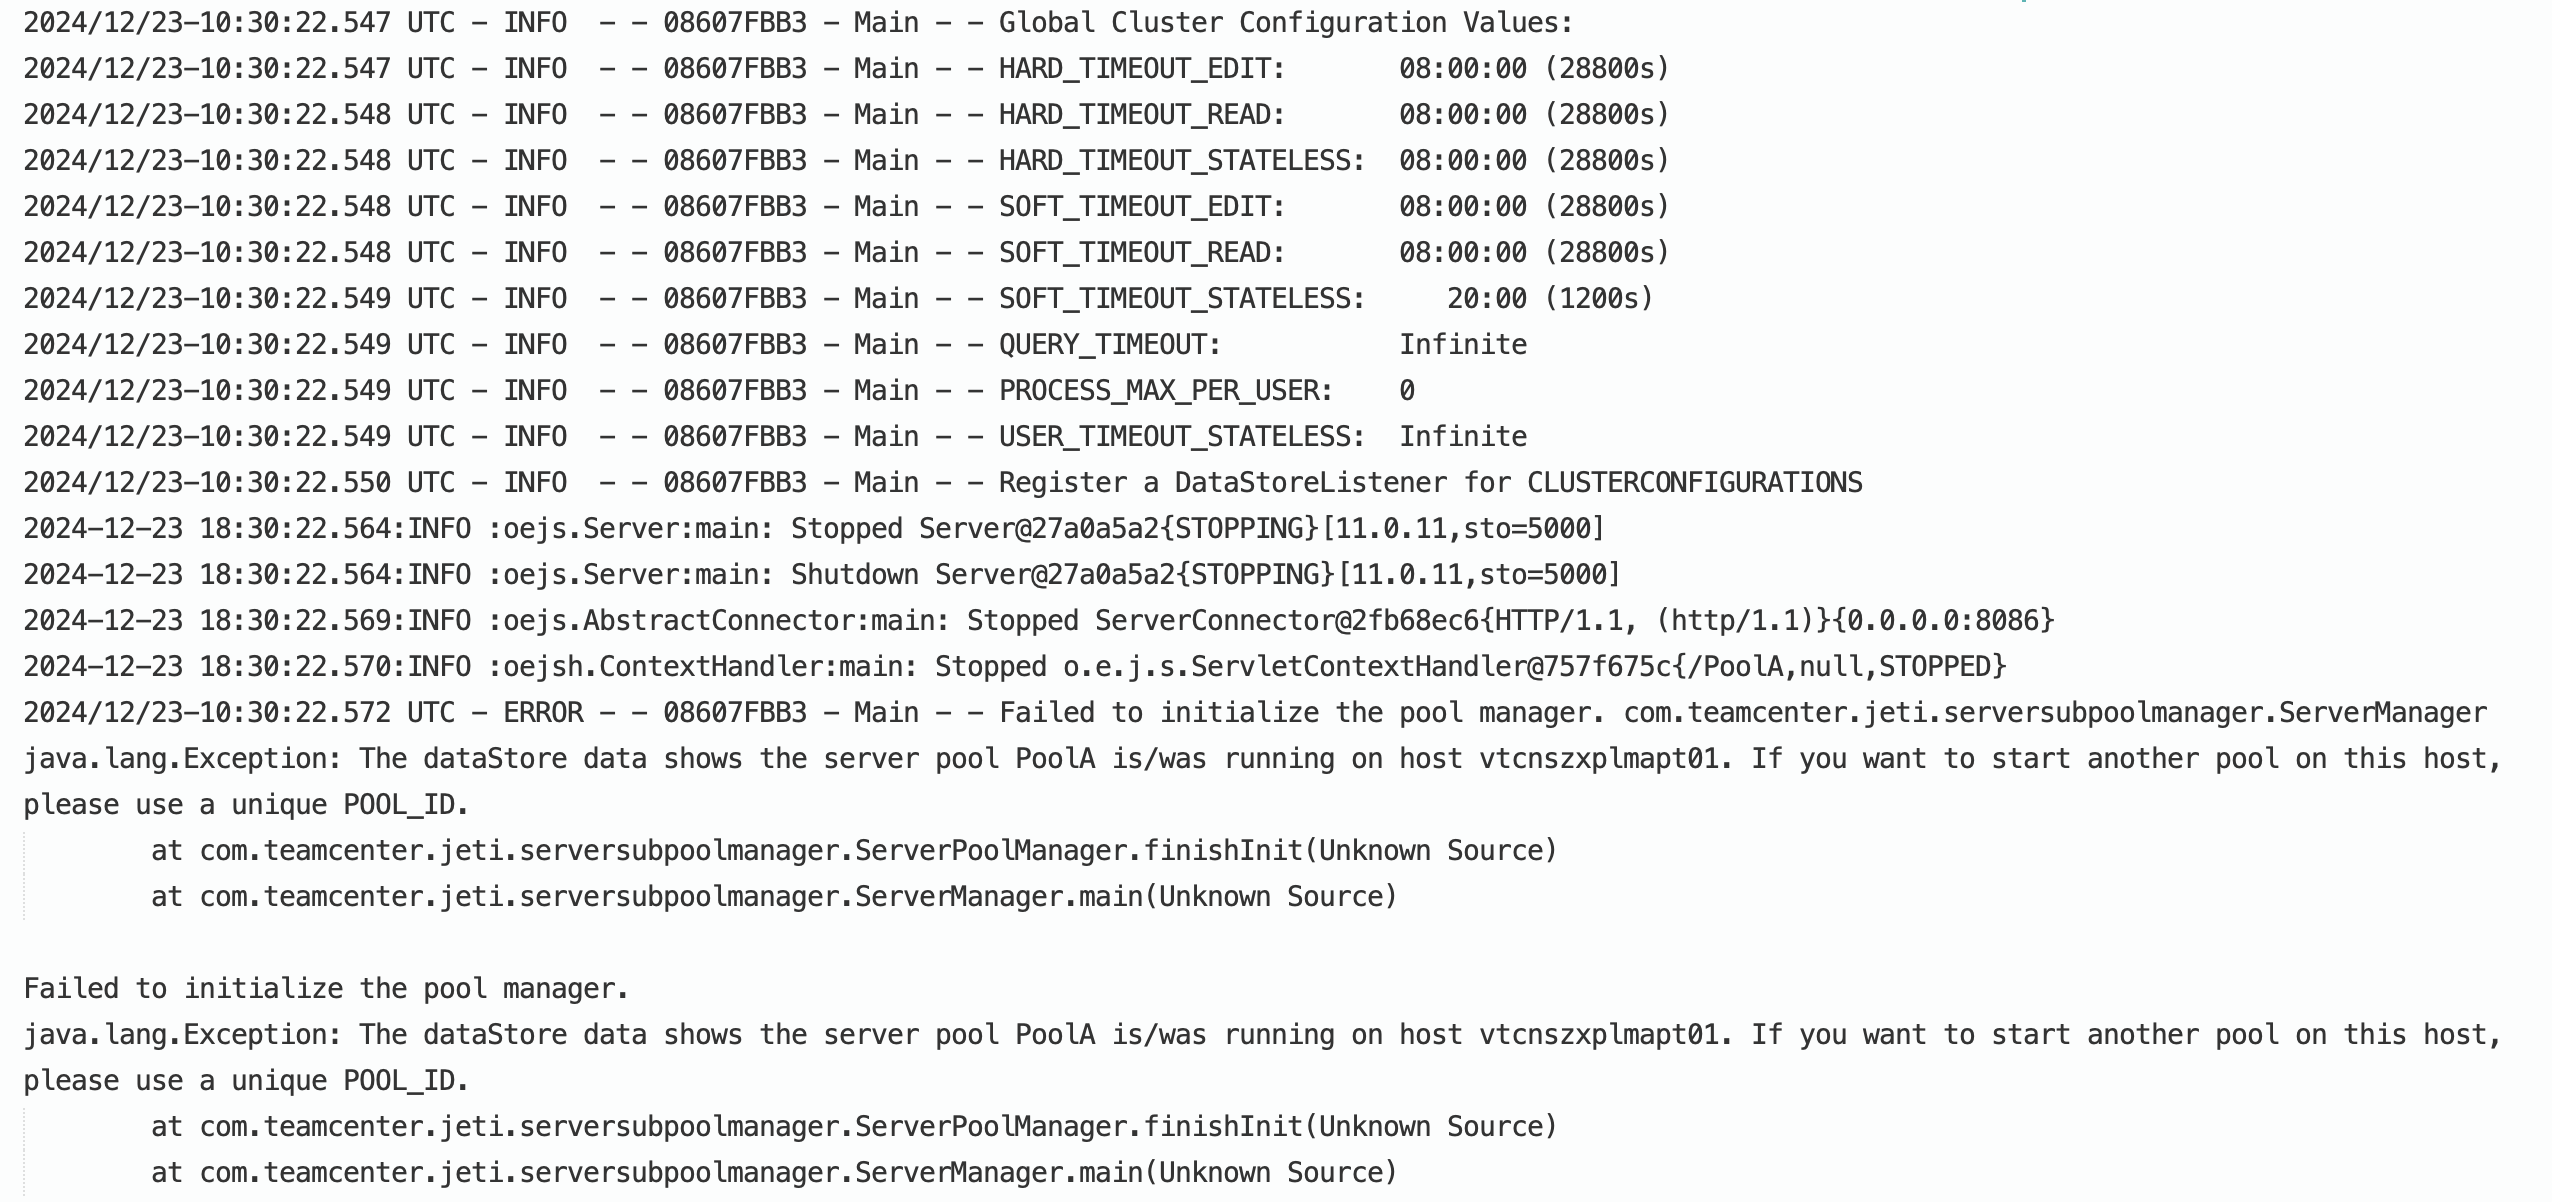 2024/12/23-10:30:22.547 UTC - INFO  - - 08607FBB3 - Main - - Global Cluster Configuration Values:
2024/12/23-10:30:22.547 UTC - INFO  - - 08607FBB3 - Main - - HARD_TIMEOUT_EDIT:       08:00:00 (28800s)
2024/12/23-10:30:22.548 UTC - INFO  - - 08607FBB3 - Main - - HARD_TIMEOUT_READ:       08:00:00 (28800s)
2024/12/23-10:30:22.548 UTC - INFO  - - 08607FBB3 - Main - - HARD_TIMEOUT_STATELESS:  08:00:00 (28800s)
2024/12/23-10:30:22.548 UTC - INFO  - - 08607FBB3 - Main - - SOFT_TIMEOUT_EDIT:       08:00:00 (28800s)
2024/12/23-10:30:22.548 UTC - INFO  - - 08607FBB3 - Main - - SOFT_TIMEOUT_READ:       08:00:00 (28800s)
2024/12/23-10:30:22.549 UTC - INFO  - - 08607FBB3 - Main - - SOFT_TIMEOUT_STATELESS:     20:00 (1200s)
2024/12/23-10:30:22.549 UTC - INFO  - - 08607FBB3 - Main - - QUERY_TIMEOUT:           Infinite
2024/12/23-10:30:22.549 UTC - INFO  - - 08607FBB3 - Main - - PROCESS_MAX_PER_USER:    0
2024/12/23-10:30:22.549 UTC - INFO  - - 08607FBB3 - Main - - USER_TIMEOUT_STATELESS:  Infinite
2024/12/23-10:30:22.550 UTC - INFO  - - 08607FBB3 - Main - - Register a DataStoreListener for CLUSTERCONFIGURATIONS
2024-12-23 18:30:22.564:INFO :oejs.Server:main: Stopped Server@27a0a5a2{STOPPING}[11.0.11,sto=5000]
2024-12-23 18:30:22.564:INFO :oejs.Server:main: Shutdown Server@27a0a5a2{STOPPING}[11.0.11,sto=5000]
2024-12-23 18:30:22.569:INFO :oejs.AbstractConnector:main: Stopped ServerConnector@2fb68ec6{HTTP/1.1, (http/1.1)}{0.0.0.0:8086}
2024-12-23 18:30:22.570:INFO :oejsh.ContextHandler:main: Stopped o.e.j.s.ServletContextHandler@757f675c{/PoolA,null,STOPPED}
2024/12/23-10:30:22.572 UTC - ERROR - - 08607FBB3 - Main - - Failed to initialize the pool manager. com.teamcenter.jeti.serversubpoolmanager.ServerManager
java.lang.Exception: The dataStore data shows the server pool PoolA is/was running on host vtcnszxplmapt01. If you want to start another pool on this host,
please use a unique POOL_ID.
        at com.teamcenter.jeti.serversubpoolmanager.ServerPoolManager.finishInit(Unknown Source)
        at com.teamcenter.jeti.serversubpoolmanager.ServerManager.main(Unknown Source)

Failed to initialize the pool manager.
java.lang.Exception: The dataStore data shows the server pool PoolA is/was running on host vtcnszxplmapt01. If you want to start another pool on this host,
please use a unique POOL_ID.
        at com.teamcenter.jeti.serversubpoolmanager.ServerPoolManager.finishInit(Unknown Source)
        at com.teamcenter.jeti.serversubpoolmanager.ServerManager.main(Unknown Source)